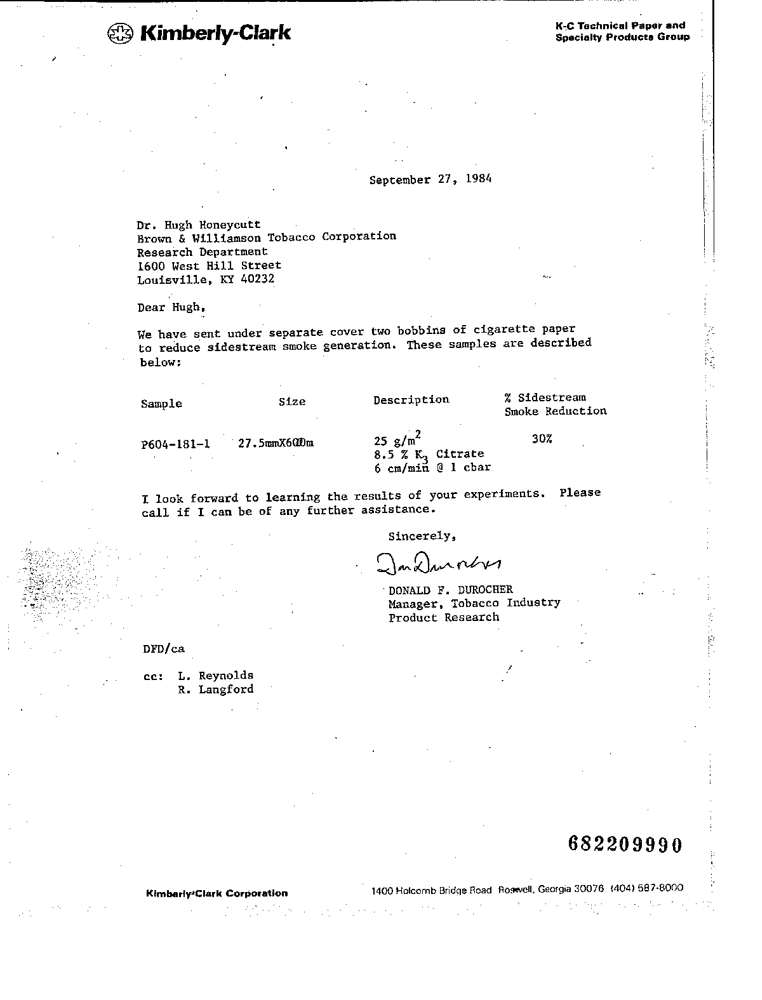 Kimberly-Clark
K-C Technical Paper and
Specialty Products Group
September 27, 1984
Dr. Hugh Honeycutt
Brown & Williamson Tobacco Corporation
Research Department
1600 West Hill Street
Louisville, KY 40232
Dear Hugh,
We have sent under separate cover two bobbins of cigarette paper
to reduce sidestream smoke generation. These samples are described
below:
Sample Size Description % Sidestream
Smoke Reduction
P604-181-1 27.5mmX600m 25 g/m² 30%
8.5 % K₃ Citrate
6 cm/min @ 1 cbar
I look forward to learning the results of your experiments. Please
call if I can be of any further assistance.
Sincerely,
DONALD F. DUROCHER
Manager, Tobacco Industry
Product Research
DFD/ca
cc: L. Reynolds
R. Langford
682209990
Kimberly-Clark Corporation
1400 Holcomb Bridge Road Roswell, Georgia 30076 (404) 587-8000